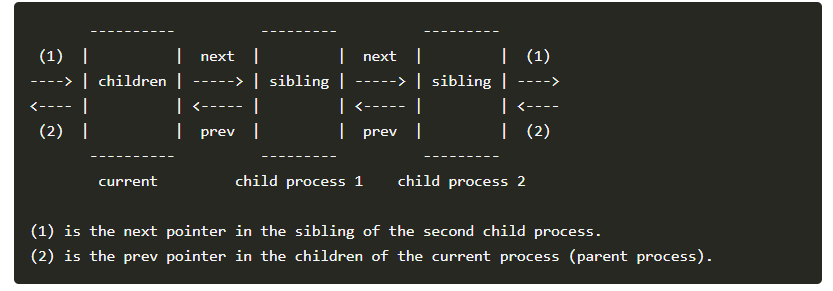 ----------            ---------           ---------
(1)  |          |  next  |         |  next  |         |  (1)
----> | children | -----> | sibling | -----> | sibling | ---->
<---- |          | <----- |         | <----- |         | <----
(2)  |          |  prev  |         |  prev  |         |  (2)
----------            ---------           ---------
current         child process 1    child process 2
(1) is the next pointer in the sibling of the second child process.
(2) is the prev pointer in the children of the current process (parent process).